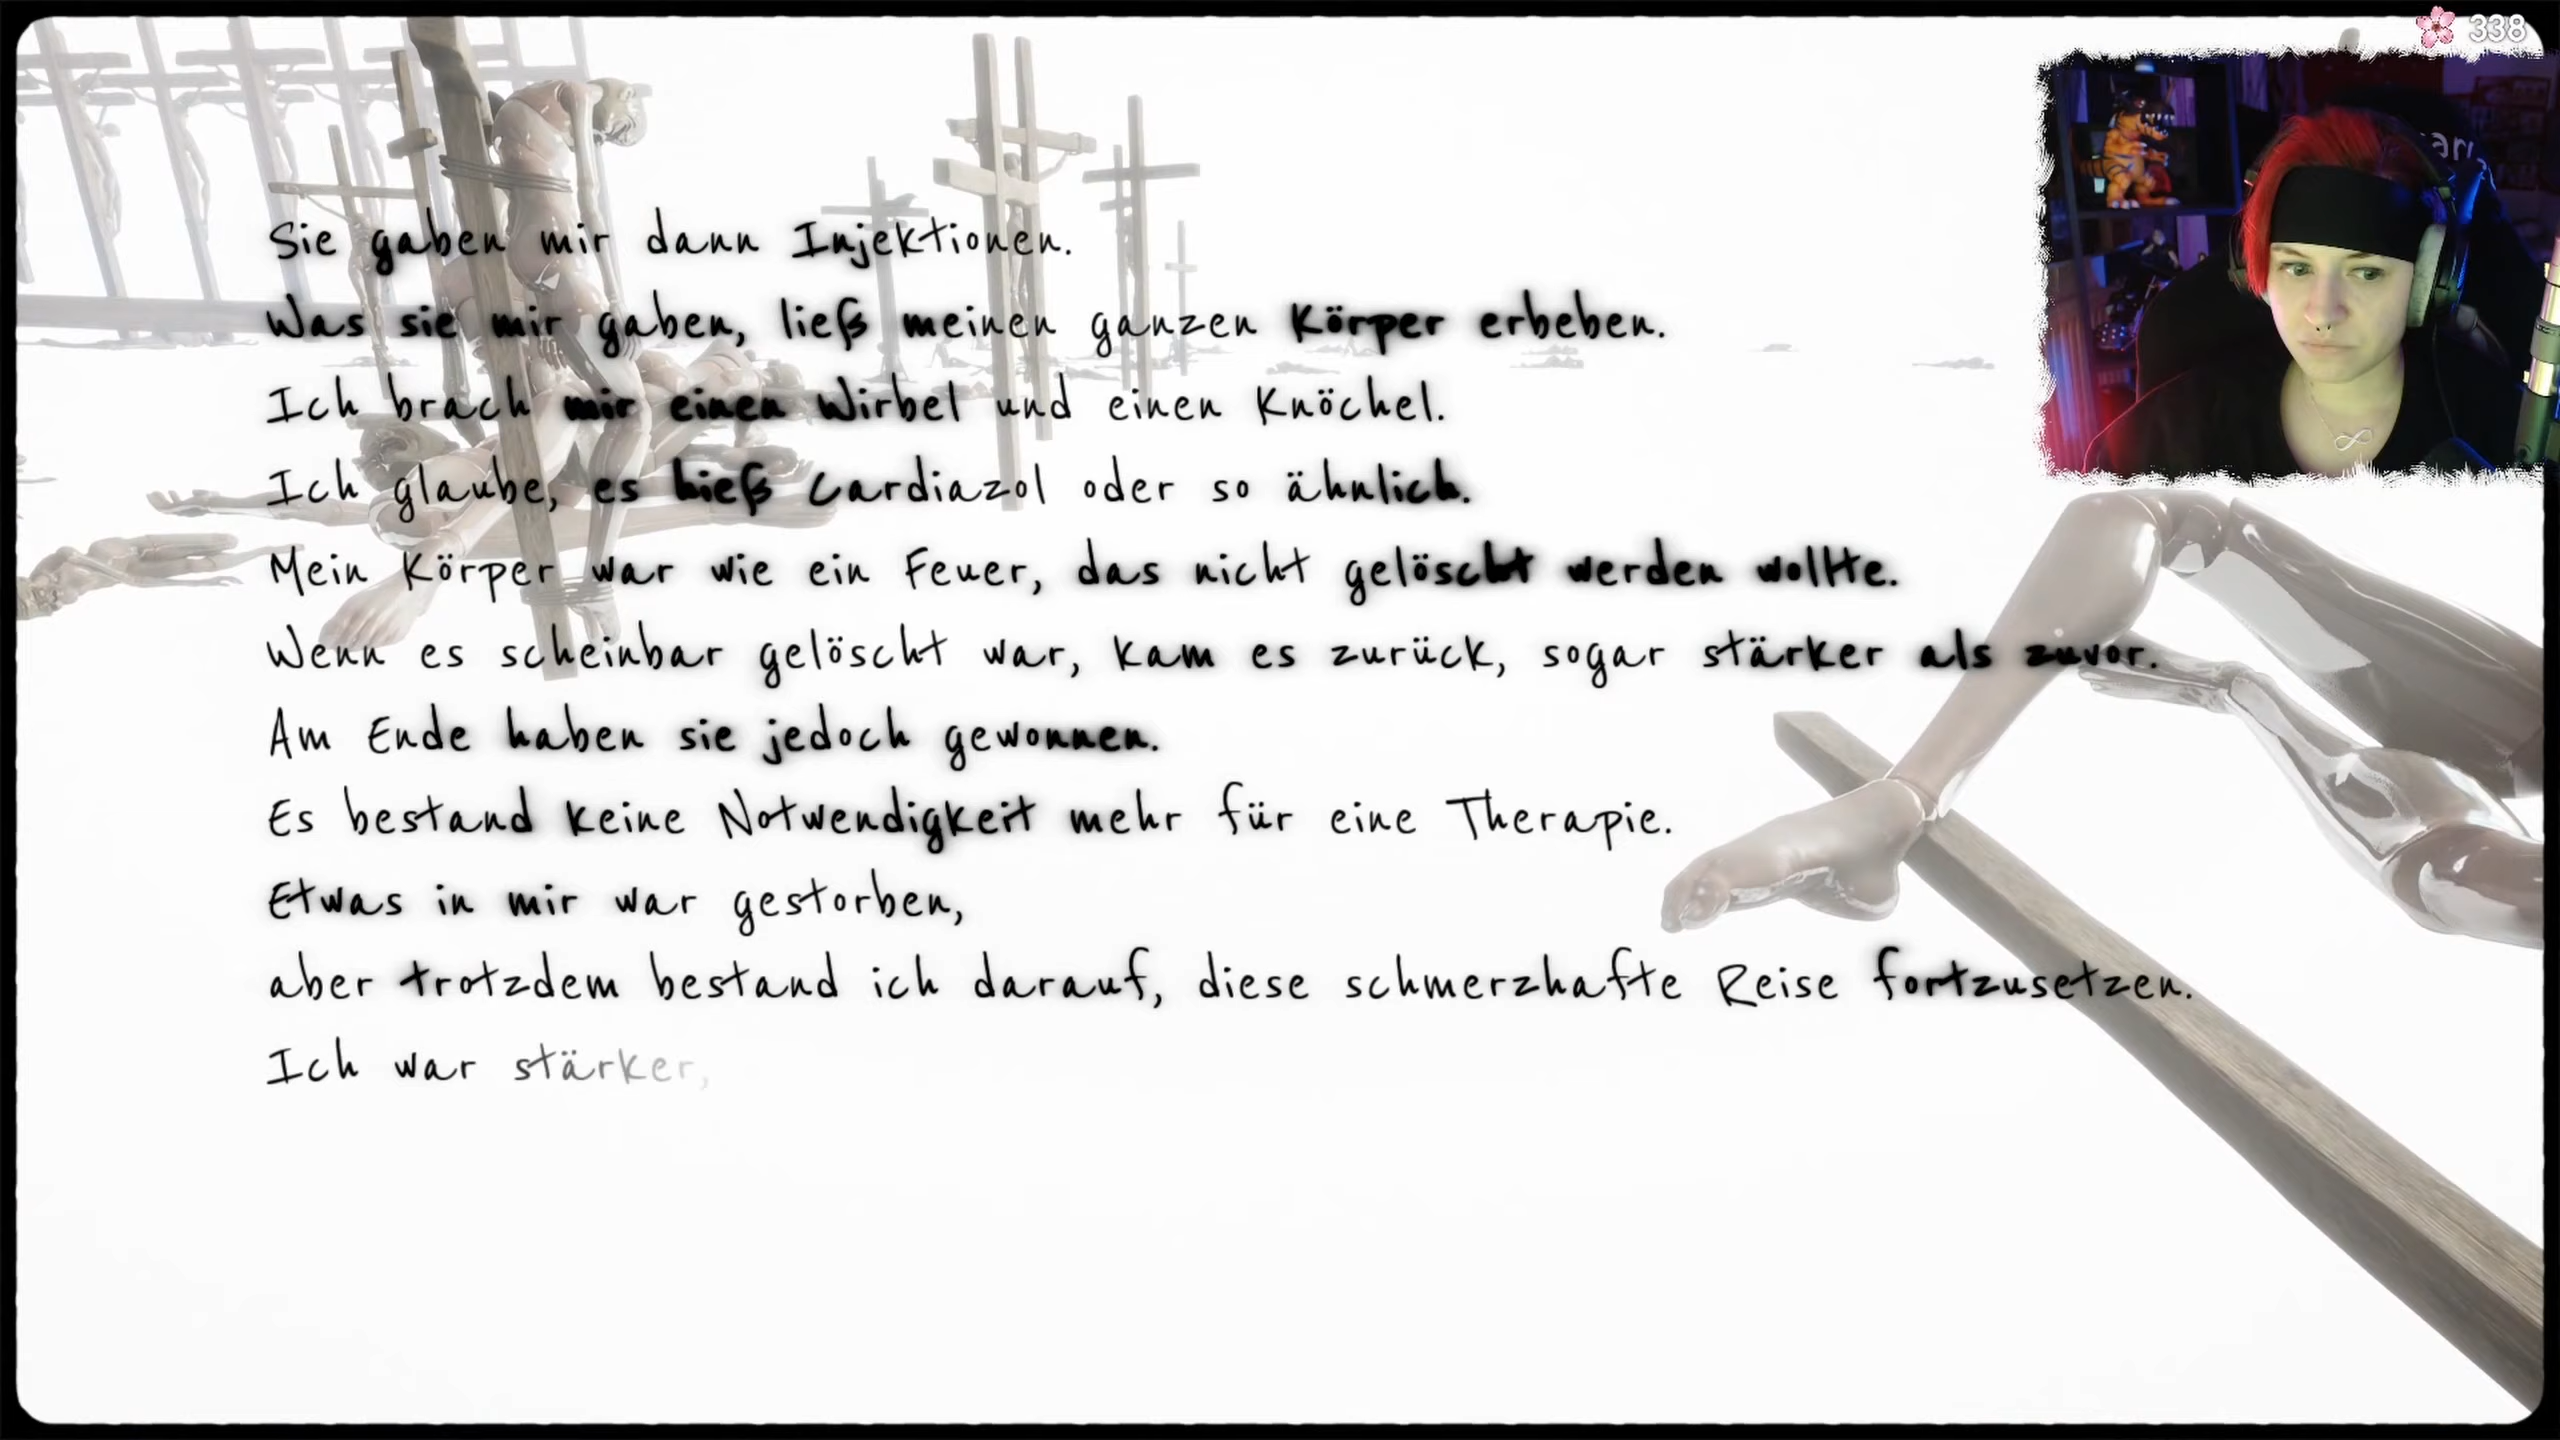 338
Sie gaben mir dann Injektionen.
Was sie mir gaben, ließ meinen ganzen Körper erbeben.
Ich brach mir einen Wirbel und einen Knöchel.
Ich glaube, es hieß Cardiazol oder so ähnlich.
Mein Körper war wie ein Feuer, das nicht gelöscht werden wollte.
Wenn es scheinbar gelöscht war, kam es zurück, sogar stärker als zuvor.
Am Ende haben sie jedoch gewonnen.
Es bestand keine Notwendigkeit mehr für eine Therapie.
Etwas in mir war gestorben,
aber trotzdem bestand ich darauf, diese schmerzhafte Reise fortzusetzen.
Ich war stärker,